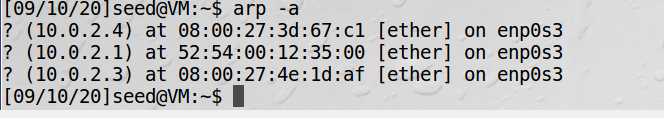 [09/10/20]seed@VM:~$ arp -a
? (10.0.2.4) at 08:00:27:3d:67:c1 [ether] on enp0s3
? (10.0.2.1) at 52:54:00:12:35:00 [ether] on enp0s3
? (10.0.2.3) at 08:00:27:4e:1d:af [ether] on enp0s3
[09/10/20]seed@VM:~$